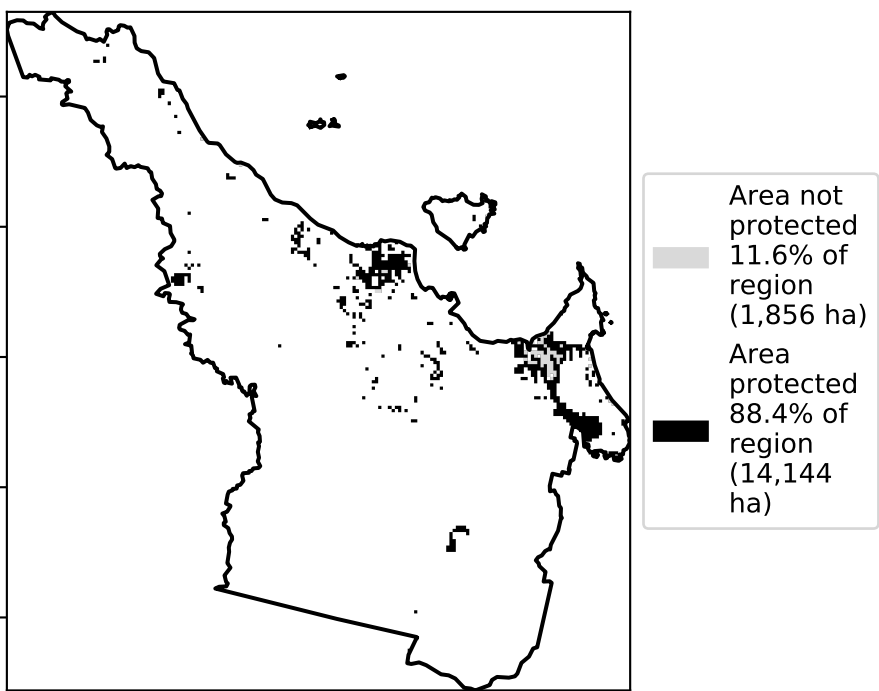 Area not
protected
11.6% of
region
(1,856 ha)
Area
protected
88.4% of
region
(14,144
ha)